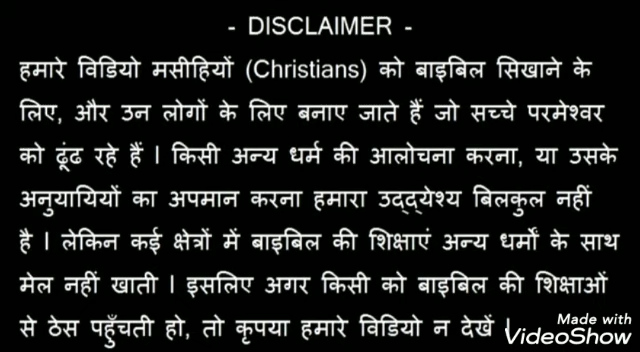 - DISCLAIMER -
हमारे विडियो मसीहियों (Christians) को बाइबिल सिखाने के
लिए, और उन लोगों के लिए बनाए जाते हैं जो सच्चे परमेश्वर
को ढूंढ रहे हैं । किसी अन्य धर्म की आलोचना करना, या उसके
अनुयायियों का अपमान करना हमारा उद्द्येश्य बिलकुल नहीं
है । लेकिन कई क्षेत्रों में बाइबिल की शिक्षाएं अन्य धर्मों के साथ
मेल नहीं खाती । इसलिए अगर किसी को बाइबिल की शिक्षाओं
से ठेस पहुँचती हो, तो कृपया हमारे विडियो न देखें ।
Made with
VideoShow